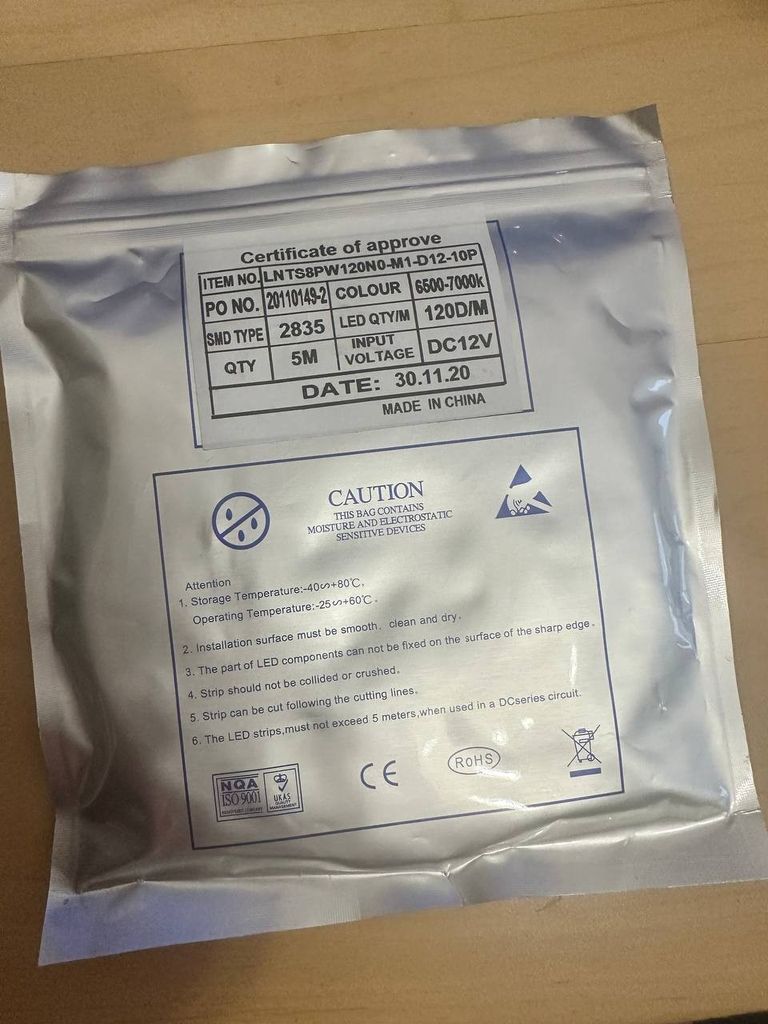 Certificate of approve
ITEM NO. LNTS8PW120N0-M1-D12-10P
PO NO. 20110149-2 COLOUR 6500-7000k
SMD TYPE 2835 LED QTY/M 120D/M
QTY 5M INPUT VOLTAGE DC12V
DATE: 30.11.20
MADE IN CHINA
CAUTION
THIS BAG CONTAINS
MOISTURE AND ELECTROSTATIC
SENSITIVE DEVICES
Attention
1. Storage Temperature:-40∽+80℃,
Operating Temperature:-25∽+60℃。
2. Installation surface must be smooth、clean and dry。
3. The part of LED components can not be fixed on the surface of the sharp edge。
4. Strip should not be collided or crushed。
5. Strip can be cut following the cutting lines。
6. The LED strips,must not exceed 5 meters,when used in a DCseries circuit.
NQA
ISO 9001
UKAS
QUALITY
MANAGEMENT
CE
RoHS